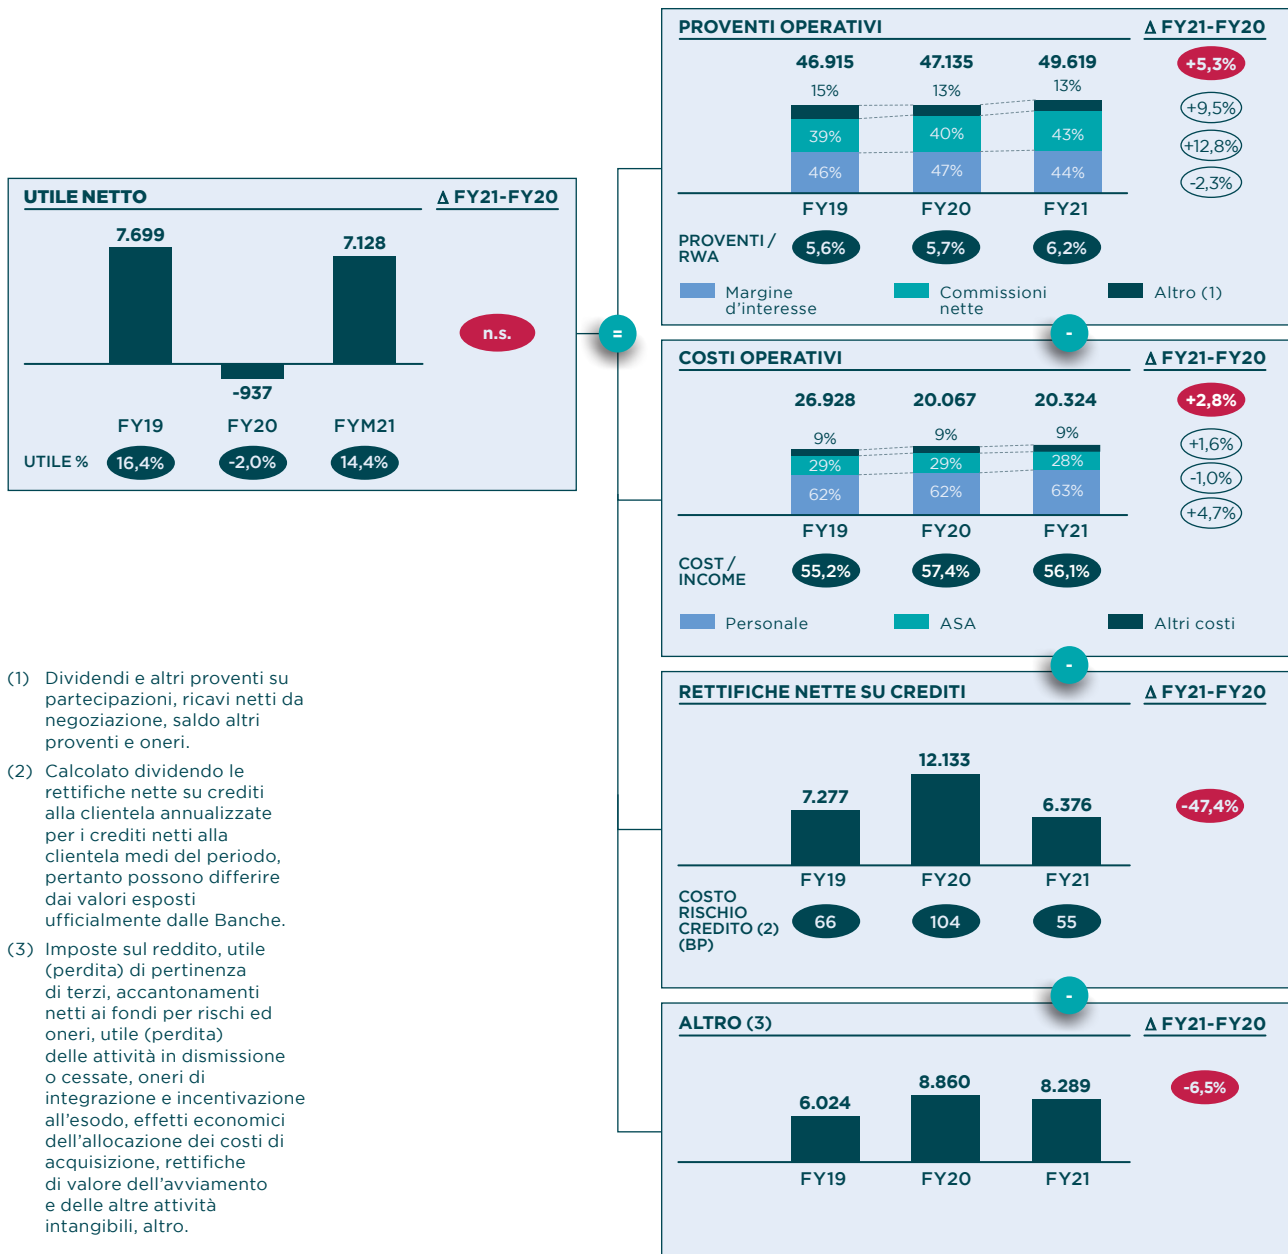 UTILE NETTO
Δ FY21-FY20
7.699
-937
7.128
n.s.
FY19
FY20
FYM21
UTILE %
16,4%
-2,0%
14,4%
=
PROVENTI OPERATIVI
Δ FY21-FY20
46.915
47.135
49.619
+5,3%
15%
13%
13%
+9,5%
39%
40%
43%
+12,8%
46%
47%
44%
-2,3%
FY19
FY20
FY21
PROVENTI /
RWA
5,6%
5,7%
6,2%
Margine
d'interesse
Commissioni
nette
Altro (1)
-
COSTI OPERATIVI
Δ FY21-FY20
26.928
20.067
20.324
+2,8%
9%
9%
9%
+1,6%
29%
29%
28%
-1,0%
62%
62%
63%
+4,7%
FY19
FY20
FY21
COST /
INCOME
55,2%
57,4%
56,1%
Personale
ASA
Altri costi
-
RETTIFICHE NETTE SU CREDITI
Δ FY21-FY20
7.277
12.133
6.376
-47,4%
FY19
FY20
FY21
COSTO
RISCHIO
CREDITO (2)
(BP)
66
104
55
-
ALTRO (3)
Δ FY21-FY20
6.024
8.860
8.289
-6,5%
FY19
FY20
FY21
(1) Dividendi e altri proventi su
partecipazioni, ricavi netti da
negoziazione, saldo altri
proventi e oneri.
(2) Calcolato dividendo le
rettifiche nette su crediti
alla clientela annualizzate
per i crediti netti alla
clientela medi del periodo,
pertanto possono differire
dai valori esposti
ufficialmente dalle Banche.
(3) Imposte sul reddito, utile
(perdita) di pertinenza
di terzi, accantonamenti
netti ai fondi per rischi ed
oneri, utile (perdita)
delle attività in dismissione
o cessate, oneri di
integrazione e incentivazione
all'esodo, effetti economici
dell'allocazione dei costi di
acquisizione, rettifiche
di valore dell'avviamento
e delle altre attività
intangibili, altro.